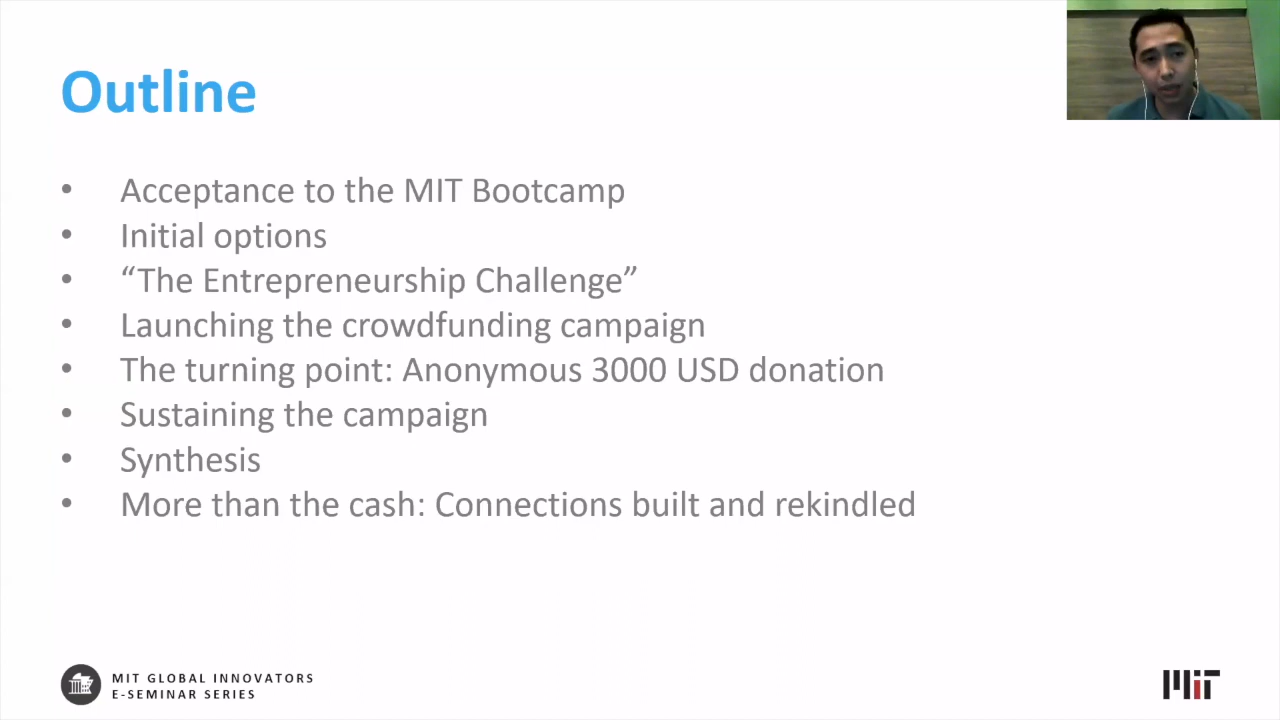 Outline
• Acceptance to the MIT Bootcamp
• Initial options
• “The Entrepreneurship Challenge”
• Launching the crowdfunding campaign
• The turning point: Anonymous 3000 USD donation
• Sustaining the campaign
• Synthesis
• More than the cash: Connections built and rekindled
MIT GLOBAL INNOVATORS
E-SEMINAR SERIES
MIT